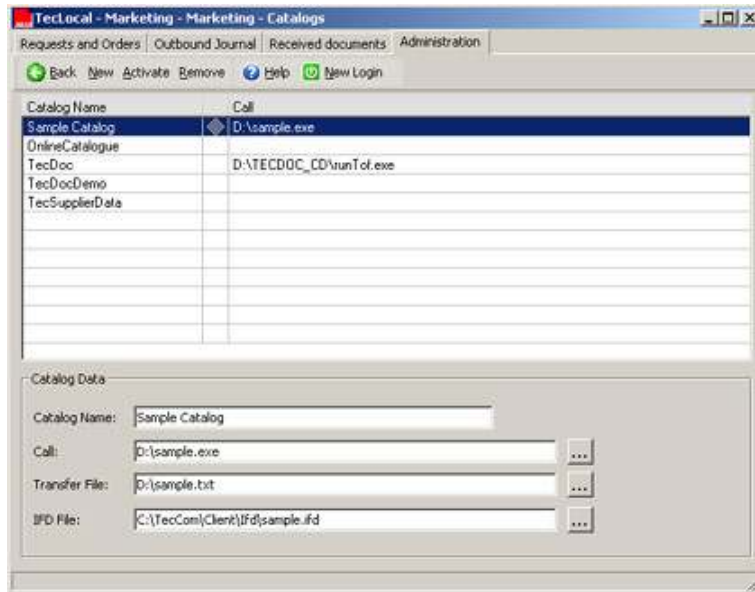 TecLocal - Marketing - Marketing - Catalogs
Requests and Orders Outbound Journal Received documents Administration
Back New Activate Remove Help New Login
Catalog Name Call
Sample Catalog D:\sample.exe
OnlineCatalogue
TecDoc D:\TECDOC_CD\runTof.exe
TecDocDemo
TecSupplierData
Catalog Data
Catalog Name: Sample Catalog
Call: D:\sample.exe ...
Transfer File: D:\sample.txt ...
IFD File: C:\TecCom\Client\Ifd\sample.ifd ...